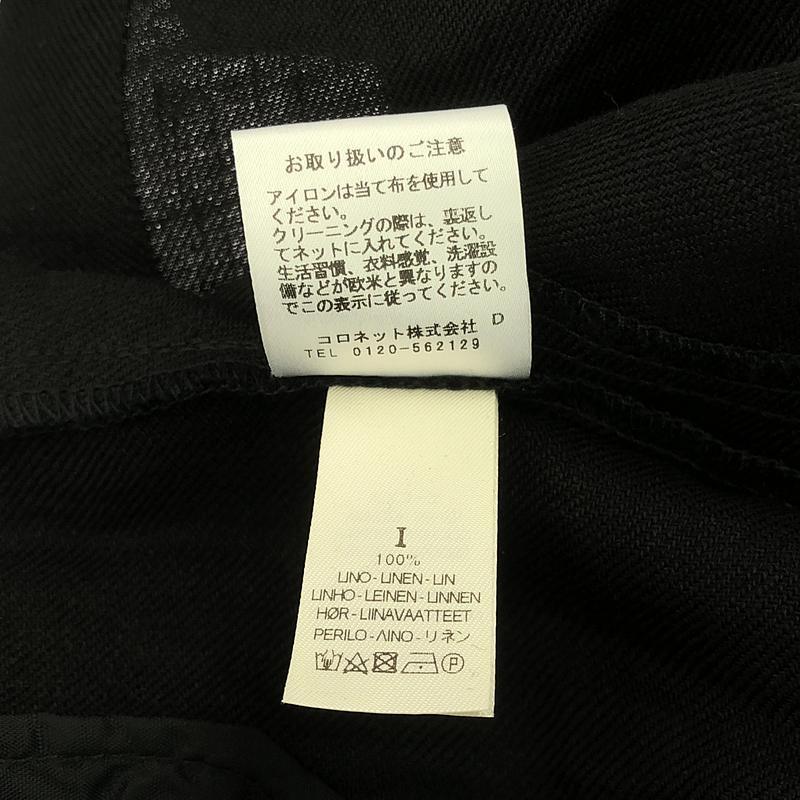 お取り扱いのご注意
アイロンは当て布を使用して
ください。
クリーニングの際は、裏返し
てネットに入れてください。
生活習慣、衣料感覚、洗濯設
備などが欧米と異なりますの
でこの表示に従ってください。
コロネット株式会社 D
TEL 0120-562129
I
100%
LINO-LINEN-LIN
LINHO-LEINEN-LINNEN
HØR-LIINAVAATTEET
PERILO-ΛINO-リネン
P